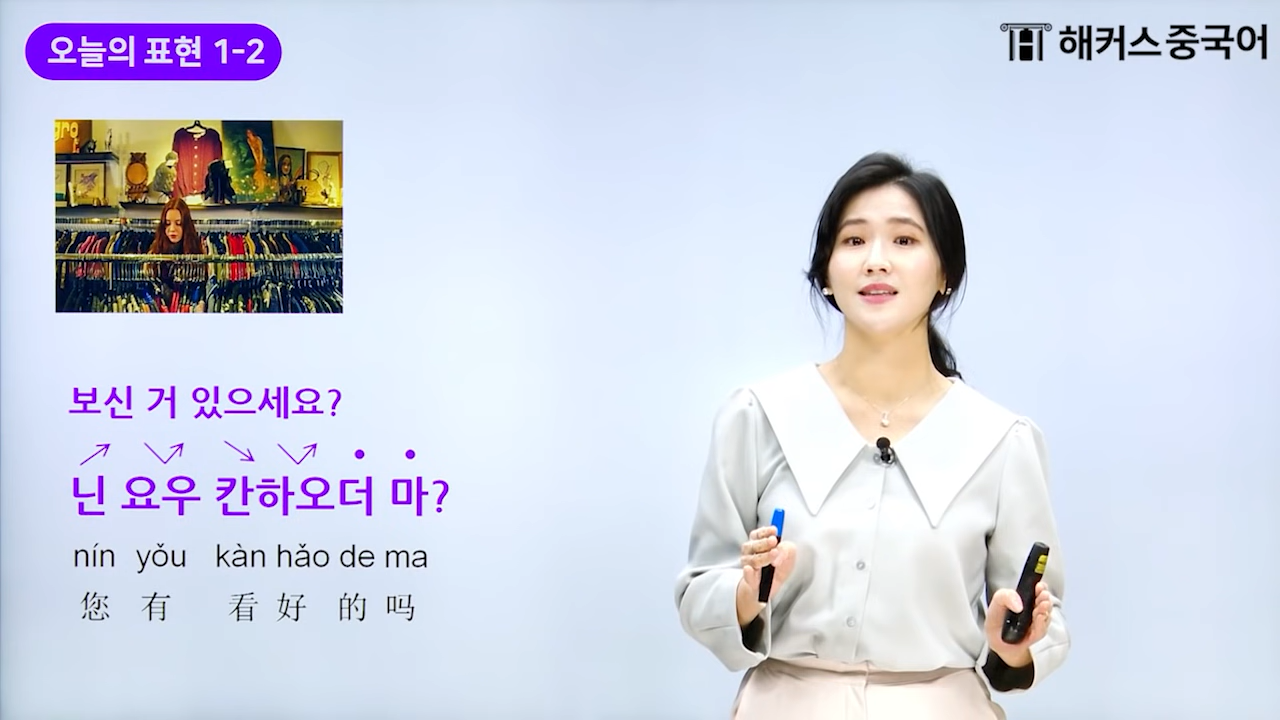 오늘의 표현 1-2
해커스중국어
gro
보신 거 있으세요?
닌 요우 칸하오더 마?
nín yǒu kàn hǎo de ma
您 有 看 好 的 吗